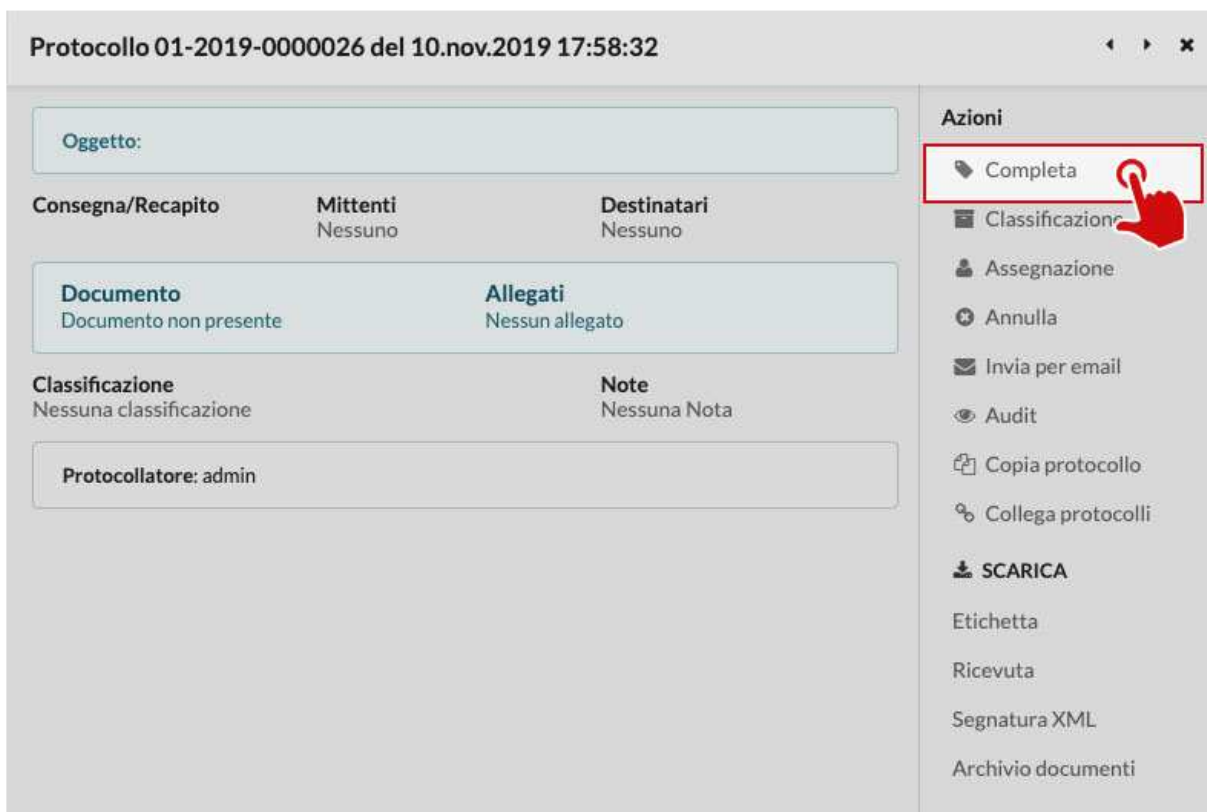 Protocollo 01-2019-0000026 del 10.nov.2019 17:58:32
Oggetto:
Consegna/Recapito
Mittenti
Nessuno
Destinatari
Nessuno
Documento
Documento non presente
Allegati
Nessun allegato
Classificazione
Nessuna classificazione
Note
Nessuna Nota
Protocollatore: admin
Azioni
Completa
Classificazione
Assegnazione
Annulla
Invia per email
Audit
Copia protocollo
Collega protocolli
SCARICA
Etichetta
Ricevuta
Segnatura XML
Archivio documenti